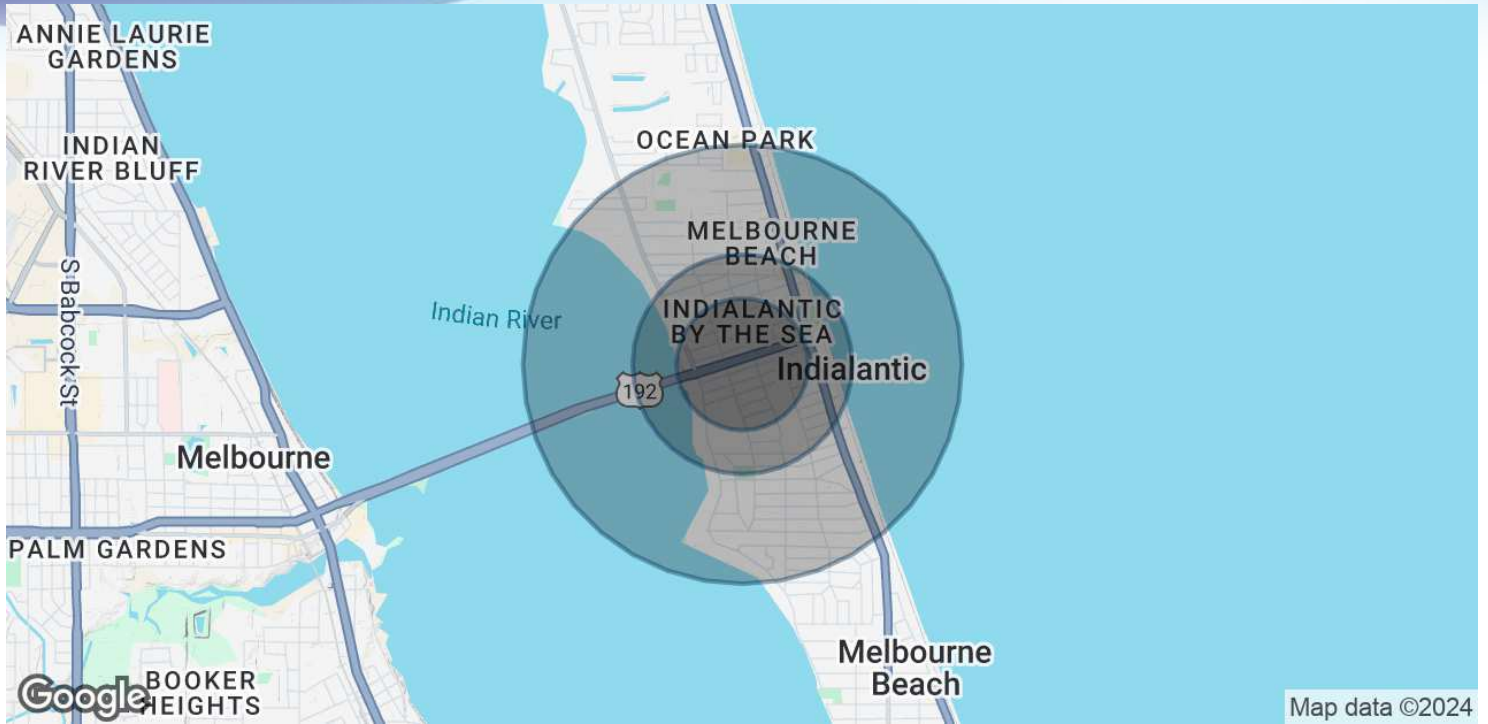 ANNIE LAURIE
GARDENS
INDIAN
RIVER BLUFF
OCEAN PARK
MELBOURNE
BEACH
S Babcock St
Indian River
INDIALANTIC
BY THE SEA
Indialantic
192
Melbourne
PALM GARDENS
Melbourne
Beach
BOOKER
HEIGHTS
Google
Map data ©2024